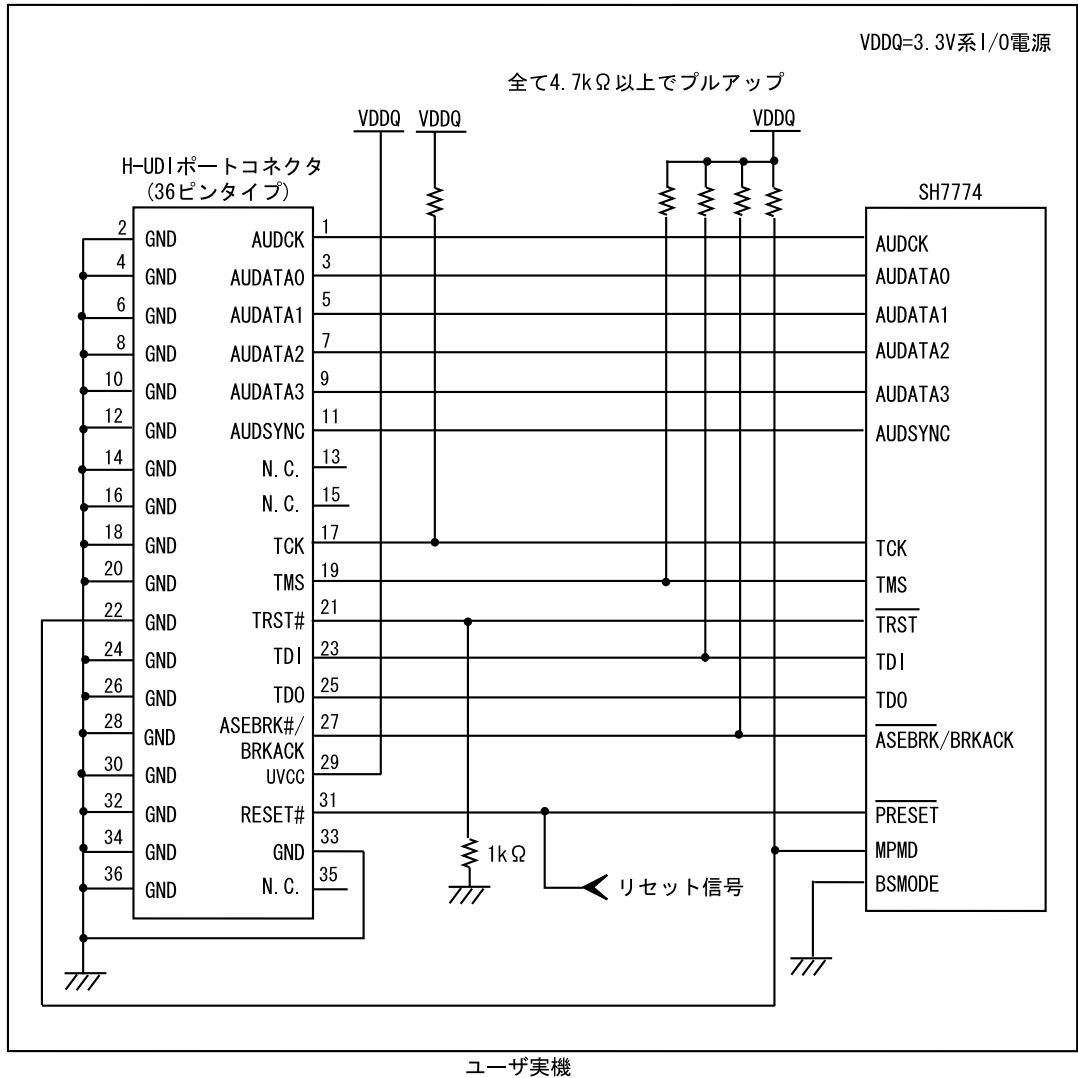 VDDQ=3.3V系I/O電源
全て4.7kΩ以上でプルアップ
VDDQ VDDQ VDDQ
H-UDIポートコネクタ
(36ピンタイプ)
SH7774
2 GND AUDCK 1 AUDCK
4 GND AUDATA0 3 AUDATA0
6 GND AUDATA1 5 AUDATA1
8 GND AUDATA2 7 AUDATA2
10 GND AUDATA3 9 AUDATA3
12 GND AUDSYNC 11 AUDSYNC
14 GND N.C. 13
16 GND N.C. 15
18 GND TCK 17 TCK
20 GND TMS 19 TMS
22 GND TRST# 21 TRST
24 GND TDI 23 TDI
26 GND TDO 25 TDO
28 GND ASEBRK#/ 27 ASEBRK/BRKACK
BRKACK
30 GND UVCC 29
32 GND RESET# 31 PRESET
34 GND GND 33 1kΩ MPMD
36 GND N.C. 35 リセット信号 BSMODE
ユーザ実機